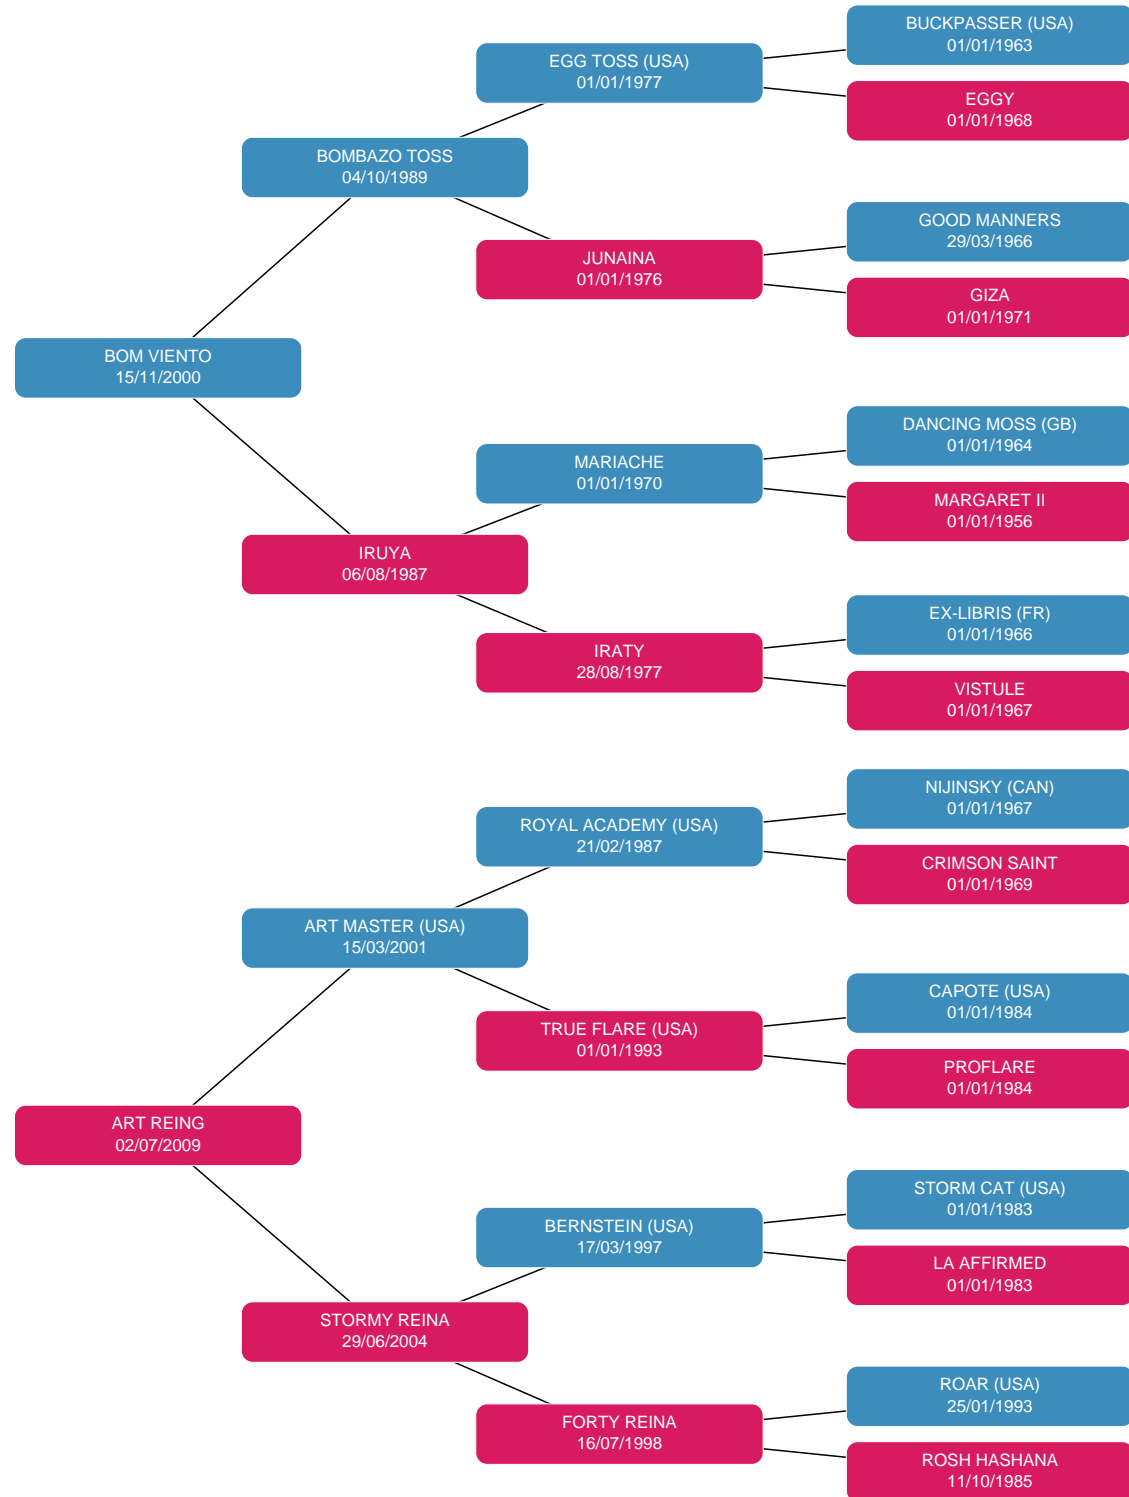 BUCKPASSER (USA)
01/01/1963
EGG TOSS (USA)
01/01/1977
EGGY
01/01/1968
BOMBAZO TOSS
04/10/1989
GOOD MANNERS
29/03/1966
JUNAINA
01/01/1976
GIZA
01/01/1971
BOM VIENTO
15/11/2000
DANCING MOSS (GB)
01/01/1964
MARIACHE
01/01/1970
MARGARET II
01/01/1956
IRUYA
06/08/1987
EX-LIBRIS (FR)
01/01/1966
IRATY
28/08/1977
VISTULE
01/01/1967
NIJINSKY (CAN)
01/01/1967
ROYAL ACADEMY (USA)
21/02/1987
CRIMSON SAINT
01/01/1969
ART MASTER (USA)
15/03/2001
CAPOTE (USA)
01/01/1984
TRUE FLARE (USA)
01/01/1993
PROFLARE
01/01/1984
ART REING
02/07/2009
STORM CAT (USA)
01/01/1983
BERNSTEIN (USA)
17/03/1997
LA AFFIRMED
01/01/1983
STORMY REINA
29/06/2004
ROAR (USA)
25/01/1993
FORTY REINA
16/07/1998
ROSH HASHANA
11/10/1985